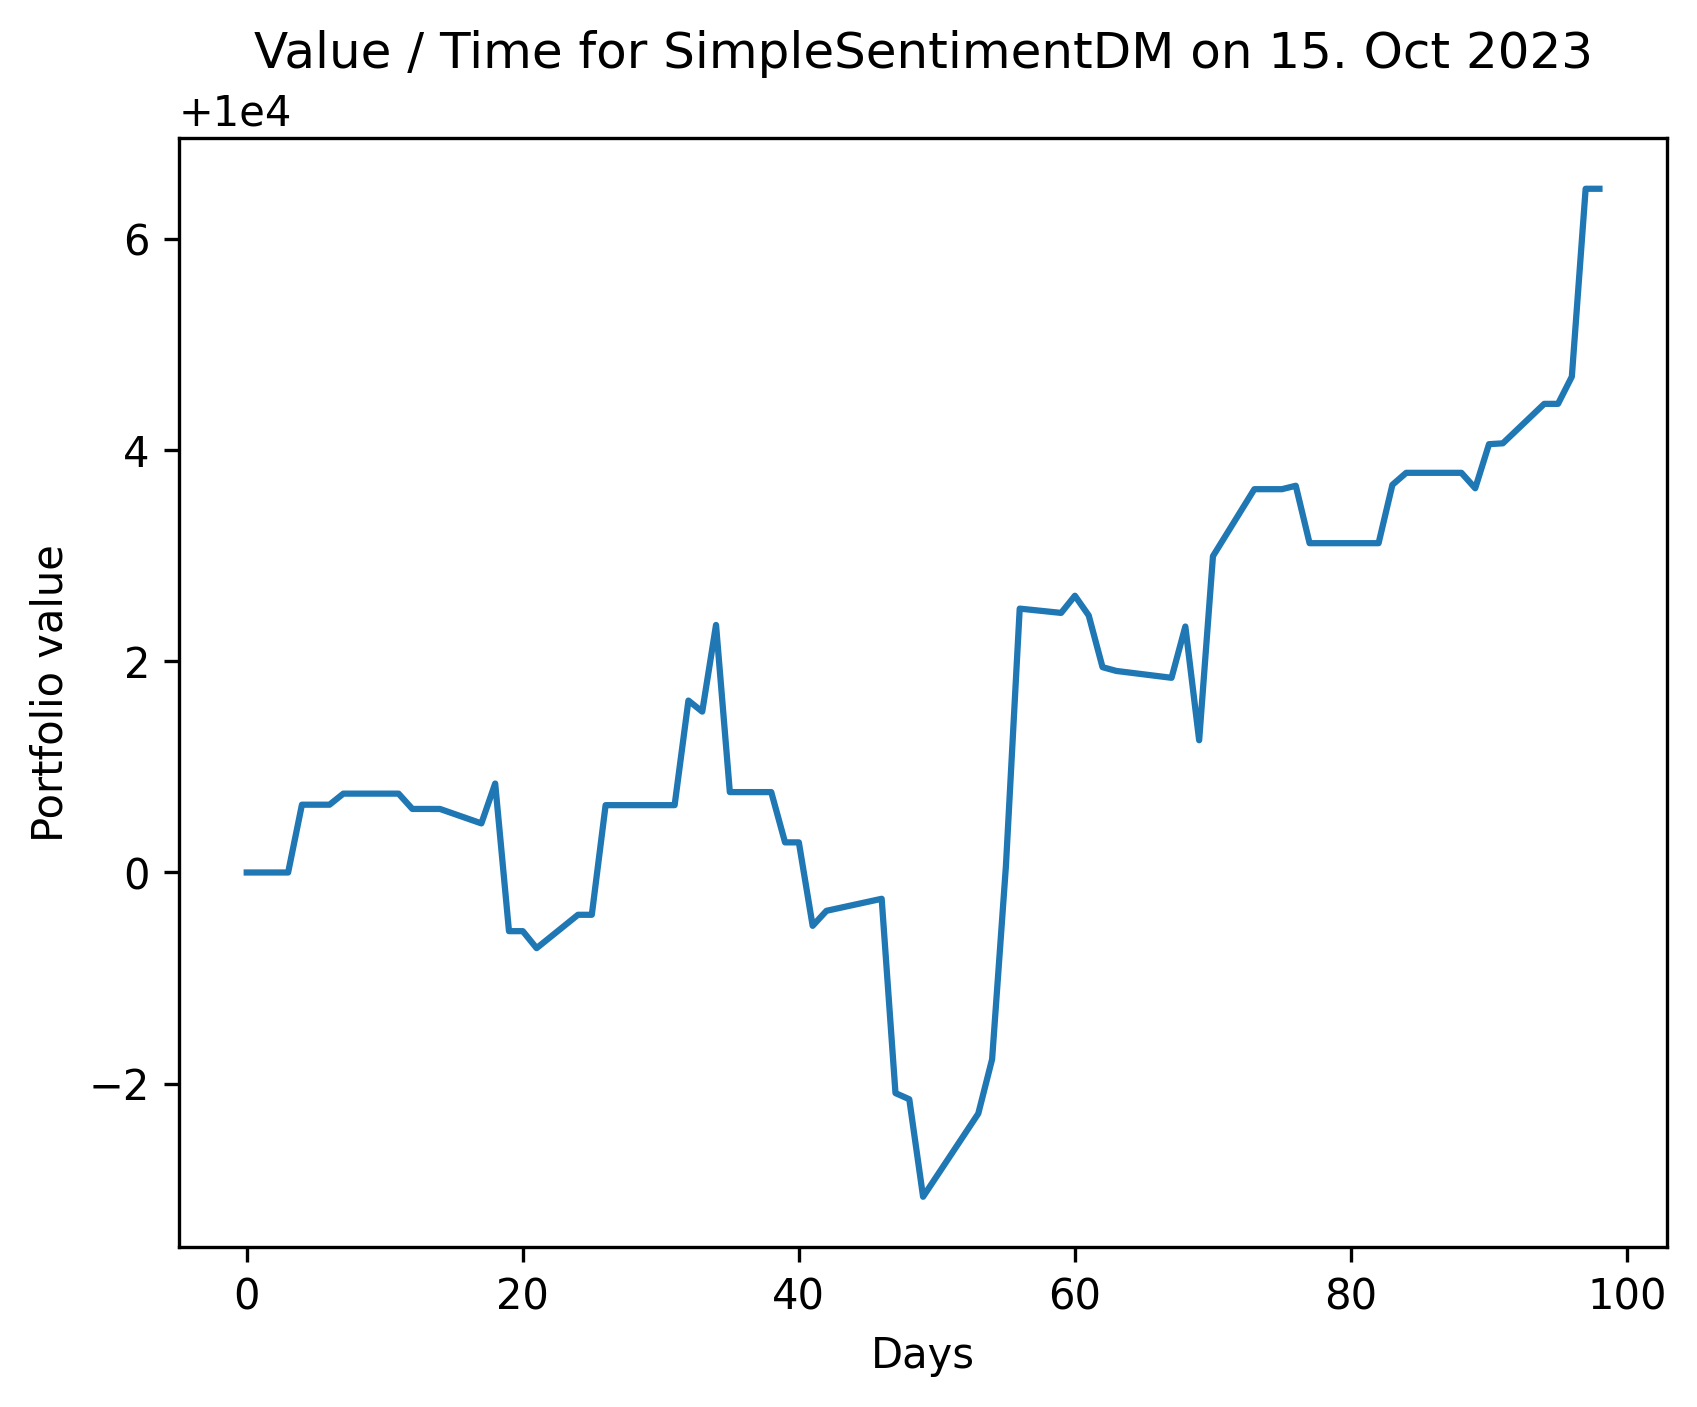 Value / Time for SimpleSentimentDM on 15. Oct 2023
+1e4
6
4
2
0
−2
Portfolio value
0 20 40 60 80 100
Days